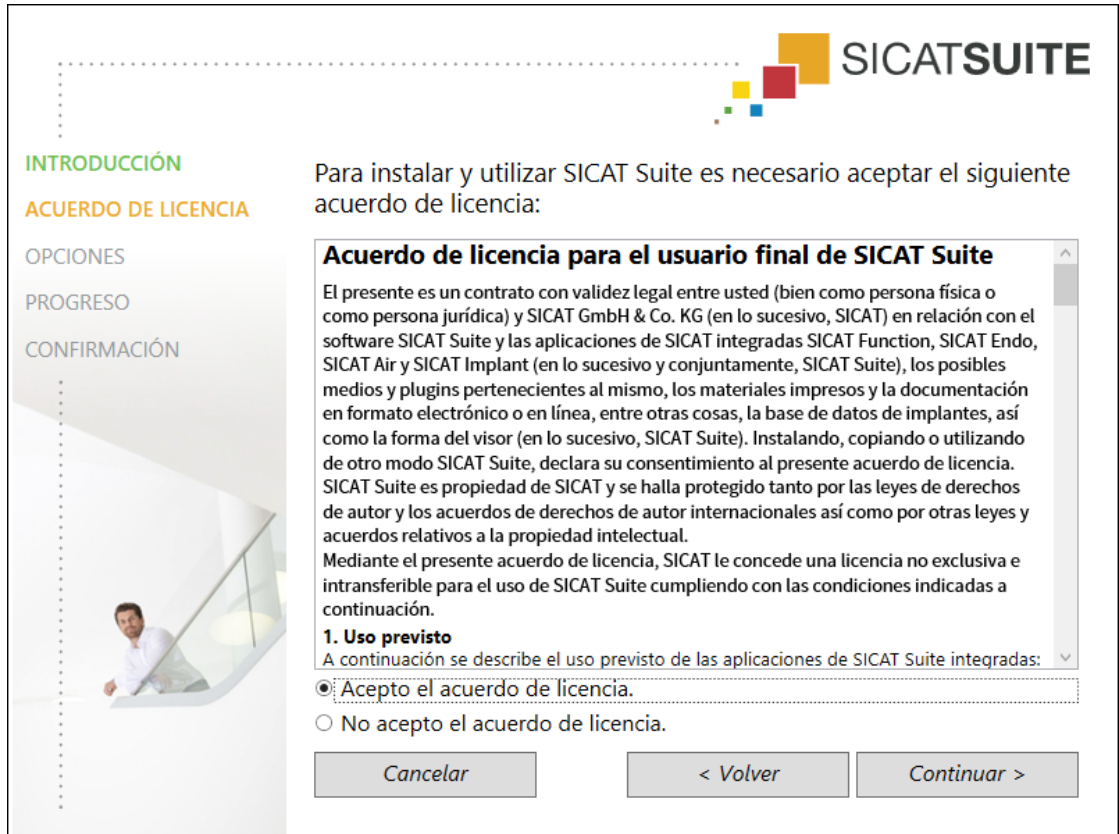 SICATSUITE
INTRODUCCIÓN
ACUERDO DE LICENCIA
OPCIONES
PROGRESO
CONFIRMACIÓN
Para instalar y utilizar SICAT Suite es necesario aceptar el siguiente
acuerdo de licencia:
Acuerdo de licencia para el usuario final de SICAT Suite
El presente es un contrato con validez legal entre usted (bien como persona física o
como persona jurídica) y SICAT GmbH & Co. KG (en lo sucesivo, SICAT) en relación con el
software SICAT Suite y las aplicaciones de SICAT integradas SICAT Function, SICAT Endo,
SICAT Air y SICAT Implant (en lo sucesivo y conjuntamente, SICAT Suite), los posibles
medios y plugins pertenecientes al mismo, los materiales impresos y la documentación
en formato electrónico o en línea, entre otras cosas, la base de datos de implantes, así
como la forma del visor (en lo sucesivo, SICAT Suite). Instalando, copiando o utilizando
de otro modo SICAT Suite, declara su consentimiento al presente acuerdo de licencia.
SICAT Suite es propiedad de SICAT y se halla protegido tanto por las leyes de derechos
de autor y los acuerdos de derechos de autor internacionales así como por otras leyes y
acuerdos relativos a la propiedad intelectual.
Mediante el presente acuerdo de licencia, SICAT le concede una licencia no exclusiva e
intransferible para el uso de SICAT Suite cumpliendo con las condiciones indicadas a
continuación.
1. Uso previsto
A continuación se describe el uso previsto de las aplicaciones de SICAT Suite integradas:
Acepto el acuerdo de licencia.
No acepto el acuerdo de licencia.
Cancelar
< Volver
Continuar >